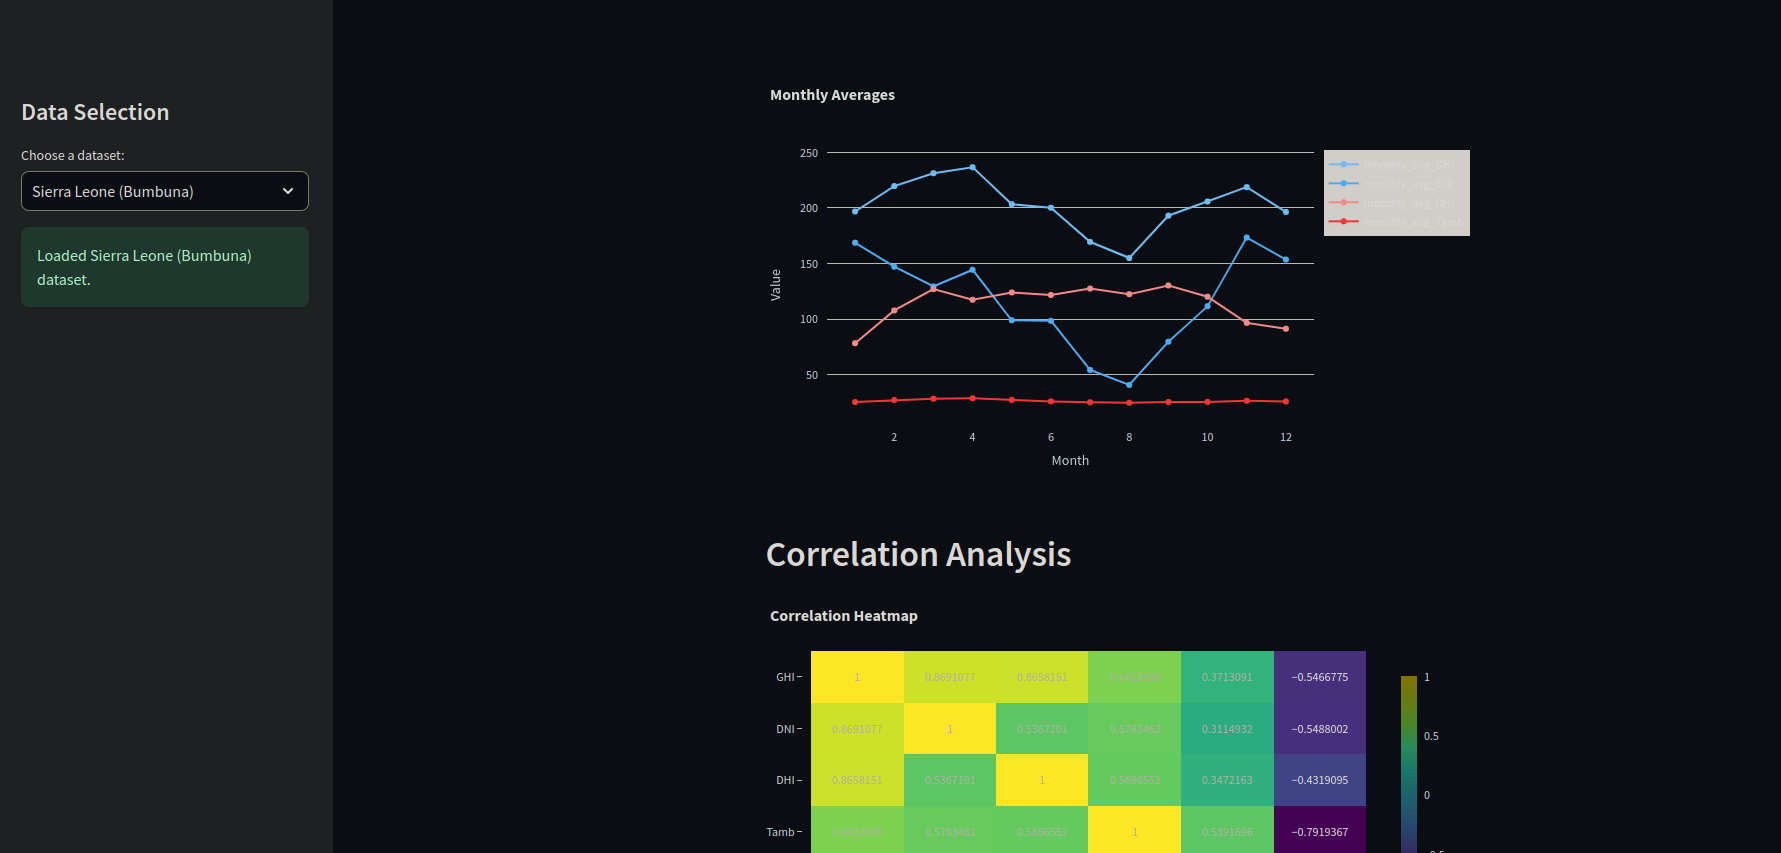 Data Selection
Choose a dataset:
Sierra Leone (Bumbuna)
Loaded Sierra Leone (Bumbuna)
dataset.
Monthly Averages
250
200
150
100
50
Value
2 4 6 8 10 12
Month
monthly_avg_GHI
monthly_avg_DNI
monthly_avg_DHI
monthly_avg_Tamb
Correlation Analysis
Correlation Heatmap
GHI 1 0.8691077 0.8658151 0.3713091 −0.5466775
DNI 0.8691077 1 0.5367101 0.5783462 0.3114932 −0.5488002
DHI 0.8658151 0.5367101 1 0.5686552 0.3472163 −0.4319095
Tamb 0.5783462 0.5686552 1 0.5391696 −0.7919367
1
0.5
0